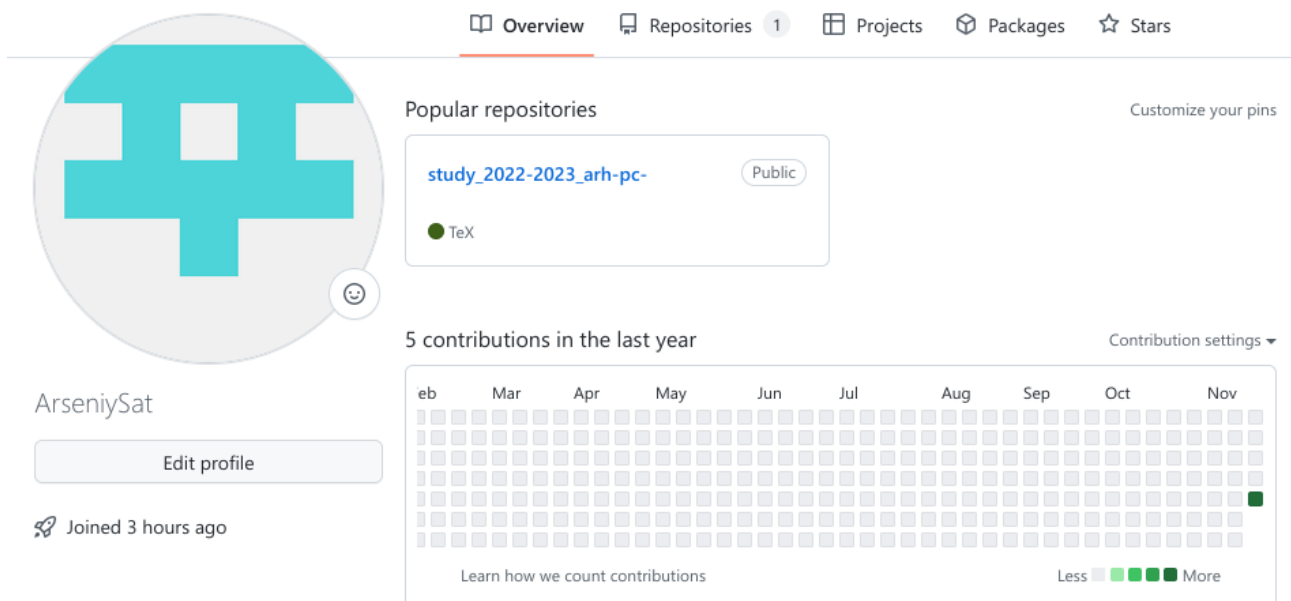 Overview Repositories 1 Projects Packages Stars
Popular repositories Customize your pins
study_2022-2023_arh-pc- Public
TeX
5 contributions in the last year Contribution settings
eb Mar Apr May Jun Jul Aug Sep Oct Nov
Learn how we count contributions Less More
ArseniySat
Edit profile
Joined 3 hours ago